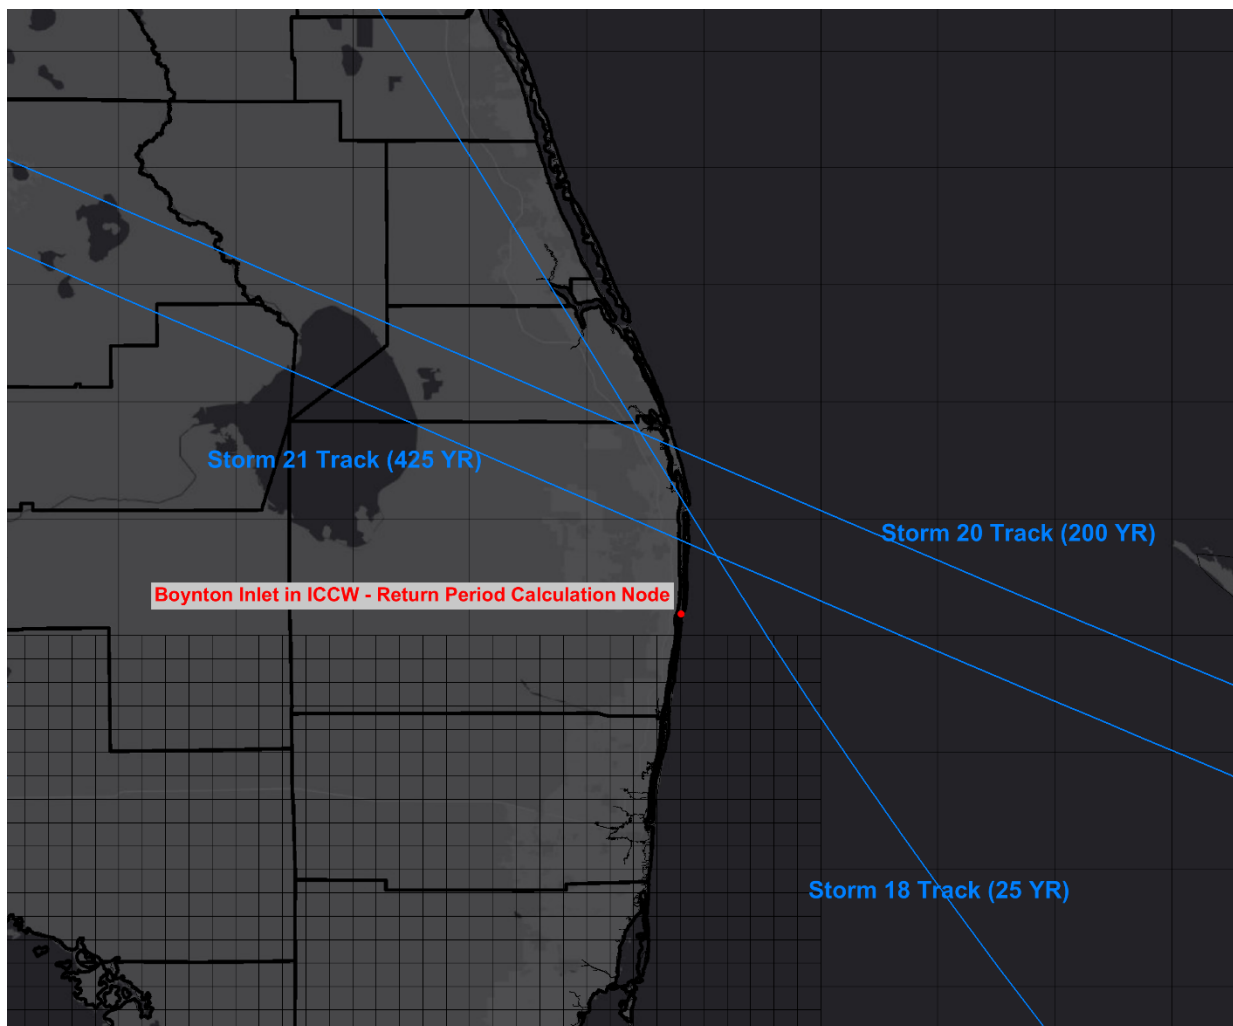 Storm 21 Track (425 YR)
Storm 20 Track (200 YR)
Boynton Inlet in ICCW - Return Period Calculation Node
Storm 18 Track (25 YR)